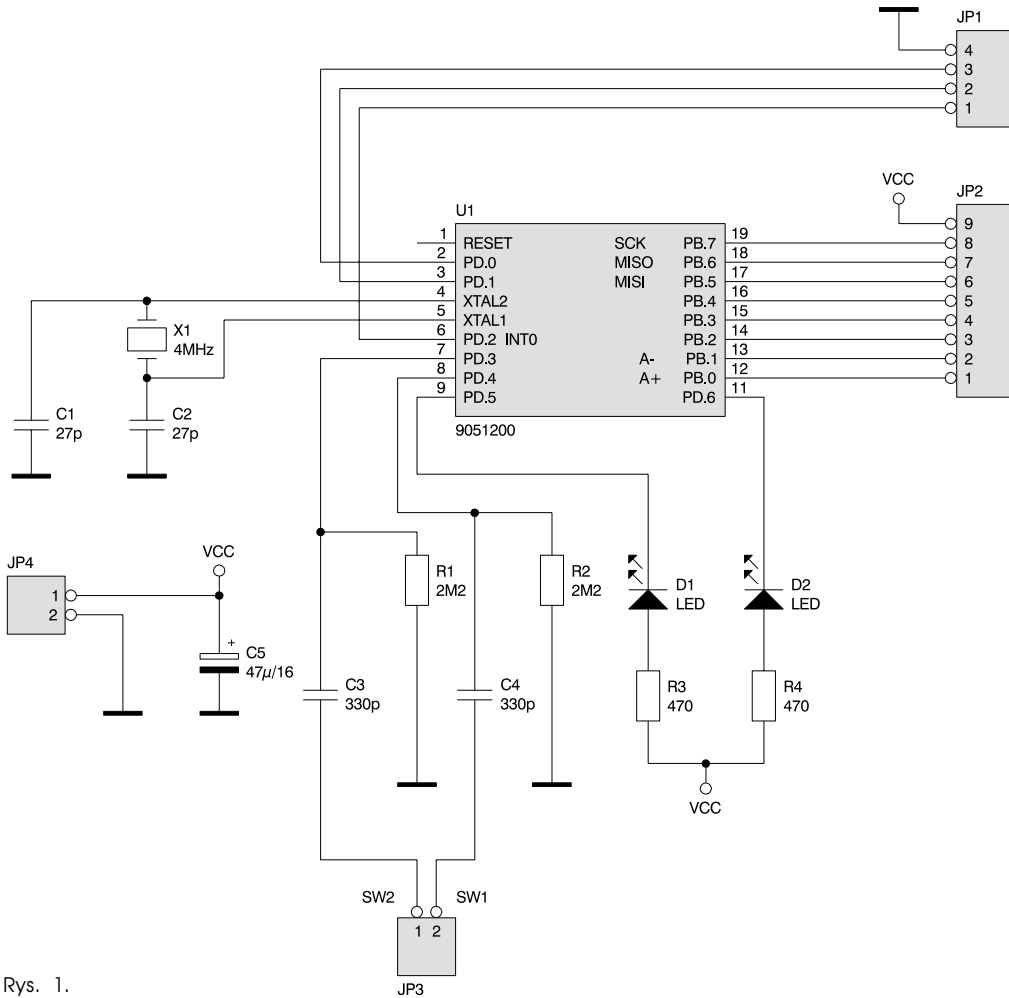 JP1
4
3
2
1
VCC
JP2
9
8
7
6
5
4
3
2
1
U1
1 RESET SCK PB.7 19
2 PD.0 MISO PB.6 18
3 PD.1 MISI PB.5 17
4 XTAL2 PB.4 16
5 XTAL1 PB.3 15
6 PD.2 INT0 PB.2 14
7 PD.3 A- PB.1 13
8 PD.4 A+ PB.0 12
9 PD.5 PD.6 11
9051200
X1
4MHz
C1
27p
C2
27p
JP4
1
2
VCC
+
C5
47µ/16
R1
2M2
R2
2M2
D1
LED
D2
LED
C3
330p
C4
330p
R3
470
R4
470
VCC
SW2 SW1
1 2
JP3
Rys. 1.